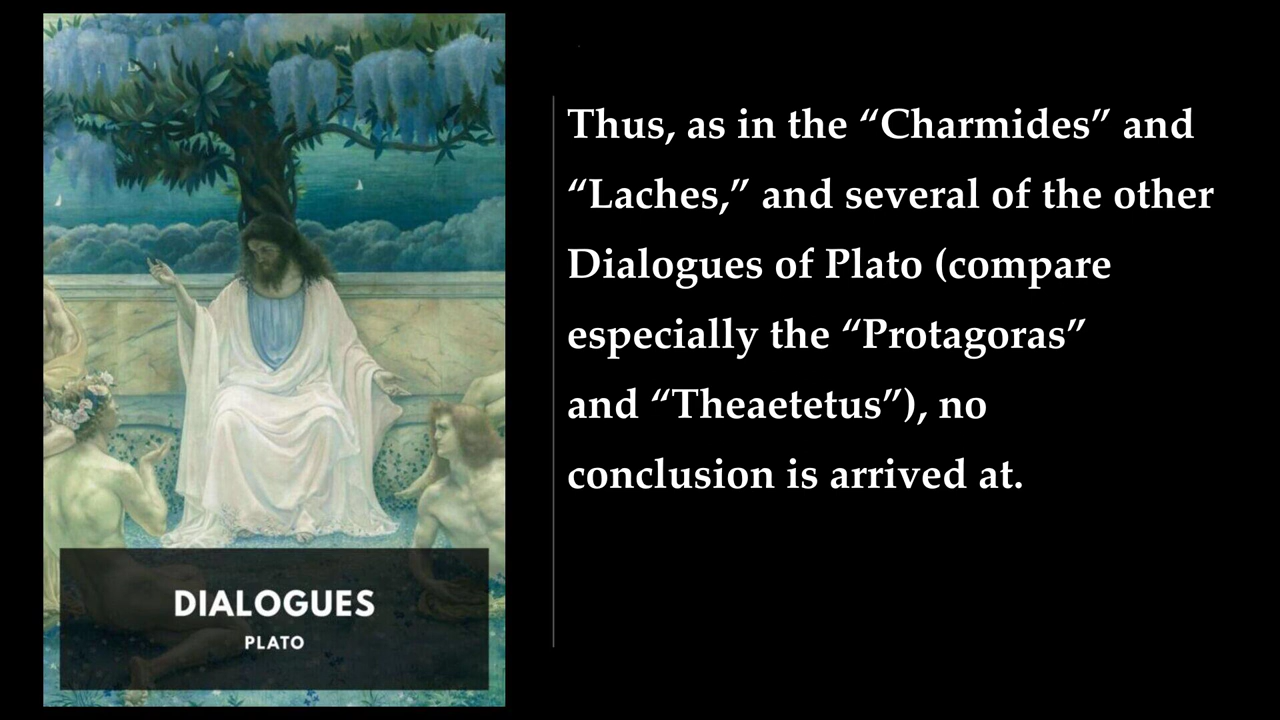 DIALOGUES
PLATO
Thus, as in the “Charmides” and
“Laches,” and several of the other
Dialogues of Plato (compare
especially the “Protagoras”
and “Theaetetus”), no
conclusion is arrived at.